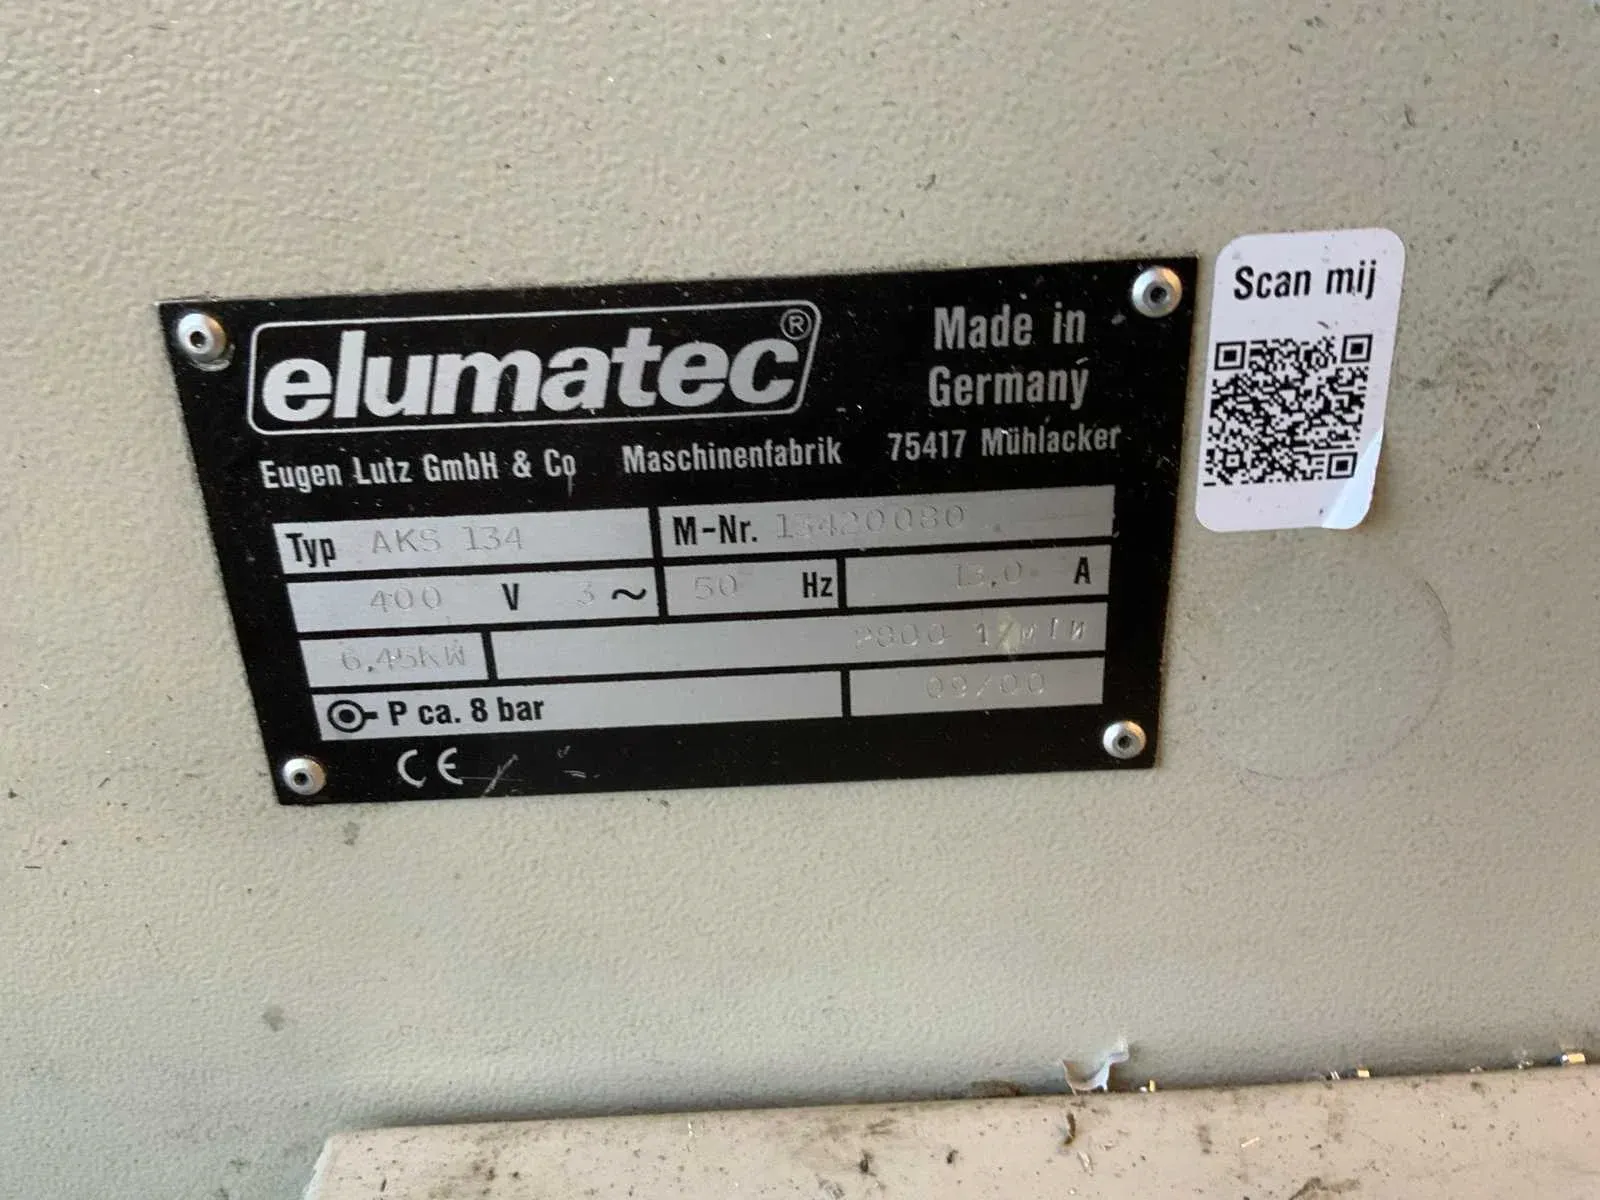 elumatec®
Made in
Germany
Eugen Lutz GmbH & Co Maschinenfabrik 75417 Mühlacker
Typ AKS 134 M-Nr. 13420080
400 V 3~ 50 Hz 13,0 A
6,45KW 2800 1/MIN
P ca. 8 bar 09/00
CE
Scan mij